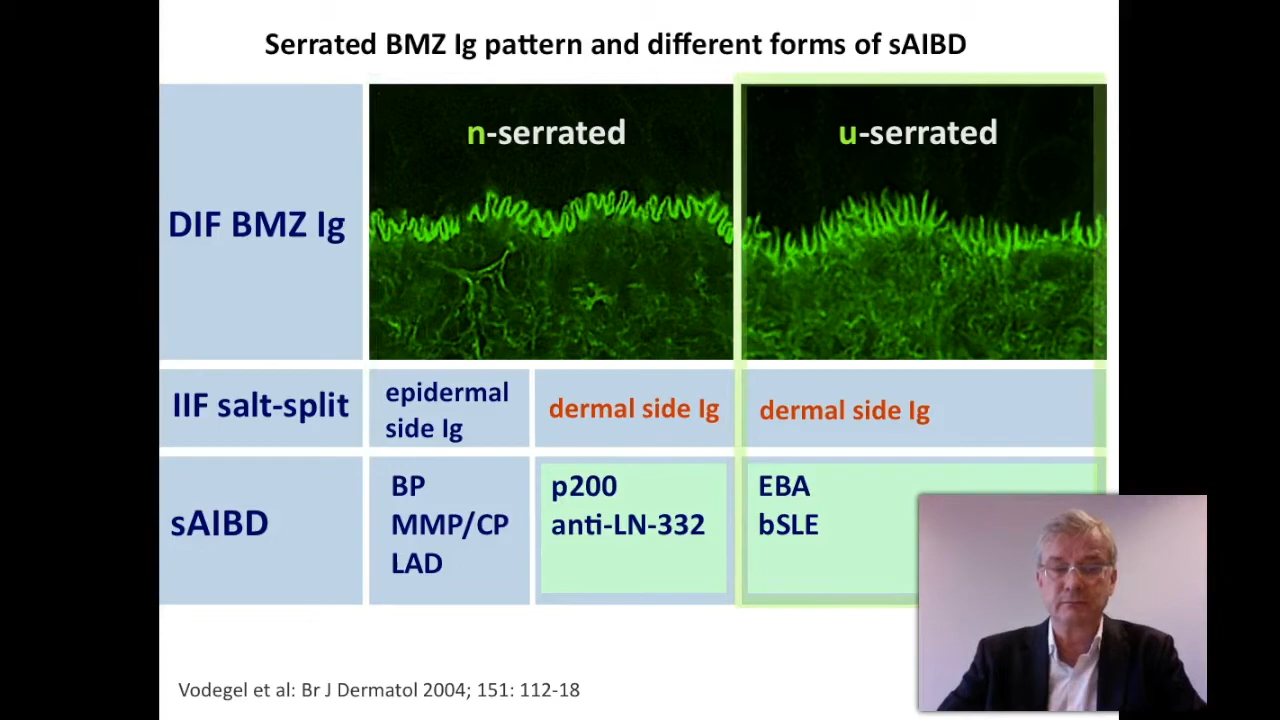 Serrated BMZ Ig pattern and different forms of sAIBD
n-serrated
u-serrated
DIF BMZ Ig
IIF salt-split
epidermal
side Ig
dermal side Ig
dermal side Ig
sAIBD
BP
MMP/CP
LAD
p200
anti-LN-332
EBA
bSLE
Vodegel et al: Br J Dermatol 2004; 151: 112-18